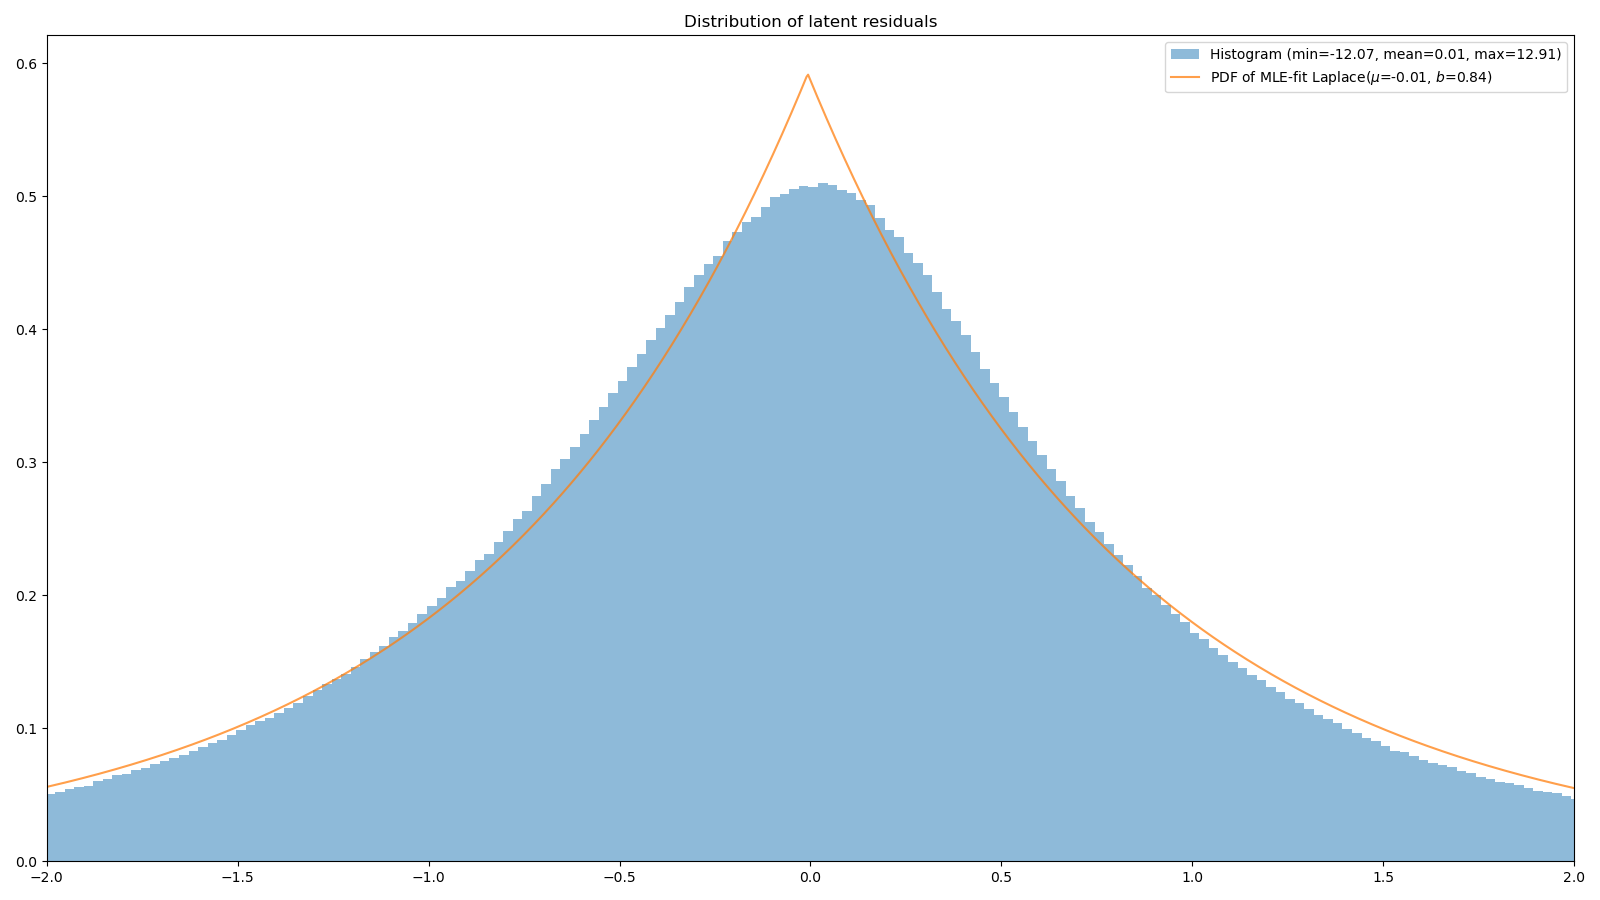 Distribution of latent residuals
Histogram (min=-12.07, mean=0.01, max=12.91)
PDF of MLE-fit Laplace(μ=-0.01, b=0.84)
0.6
0.5
0.4
0.3
0.2
0.1
0.0
−2.0 −1.5 −1.0 −0.5 0.0 0.5 1.0 1.5 2.0